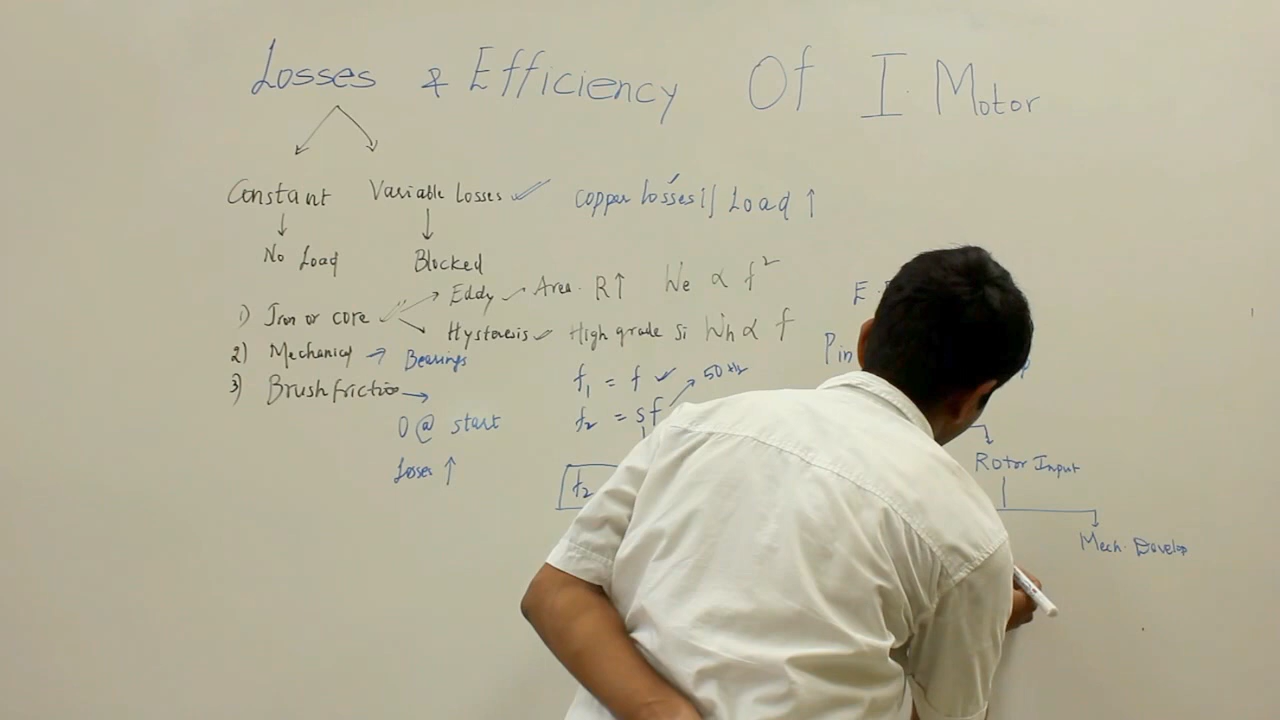 Losses & Efficiency Of I. Motor
Constant
Variable Losses
Copper losses // Load ↑
No Load
Blocked
1) Iron or core
Eddy Area. R↑ We ∝ f²
Hysteresis High grade Si Wh ∝ f
2) Mechanical → Bearings
3) Brush friction →
0 @ start
Losses ↑
f₁ = f ✓
f₂ = sf
50 Hz
f₂
E.
Pin
Rotor Input
Mech. Develop